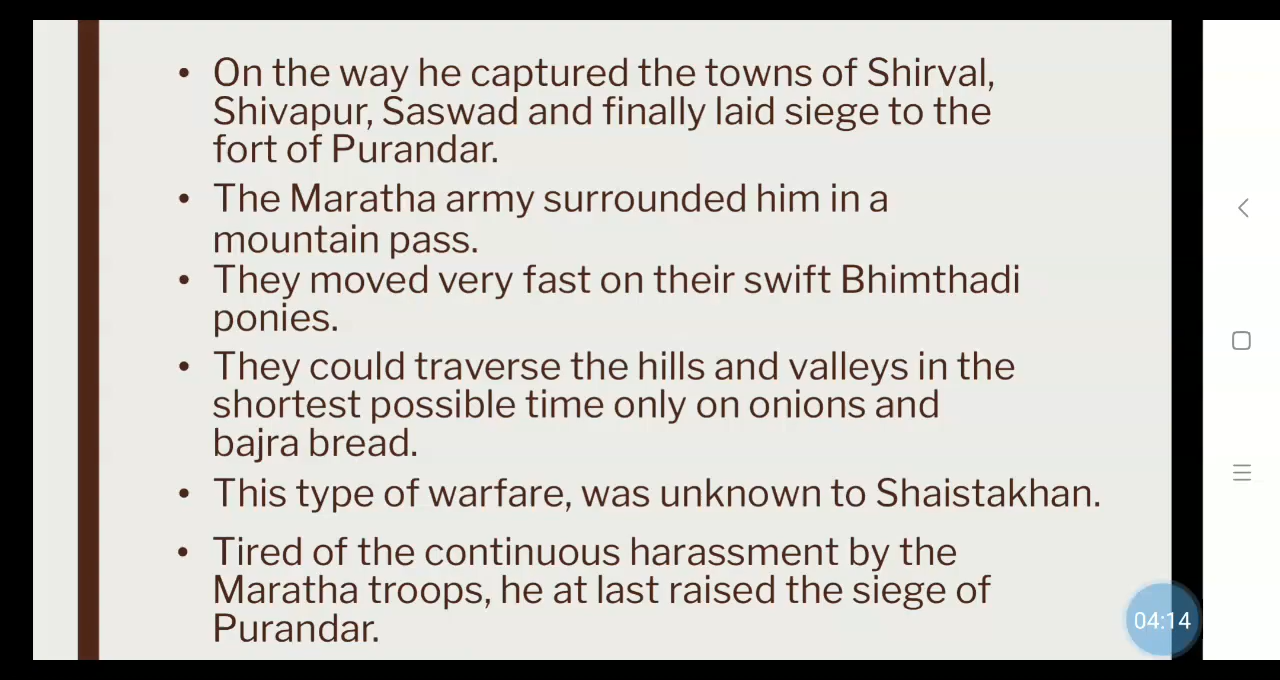 • On the way he captured the towns of Shirval,
Shivapur, Saswad and finally laid siege to the
fort of Purandar.
• The Maratha army surrounded him in a
mountain pass.
• They moved very fast on their swift Bhimthadi
ponies.
• They could traverse the hills and valleys in the
shortest possible time only on onions and
bajra bread.
• This type of warfare, was unknown to Shaistakhan.
• Tired of the continuous harassment by the
Maratha troops, he at last raised the siege of
Purandar.
04:14